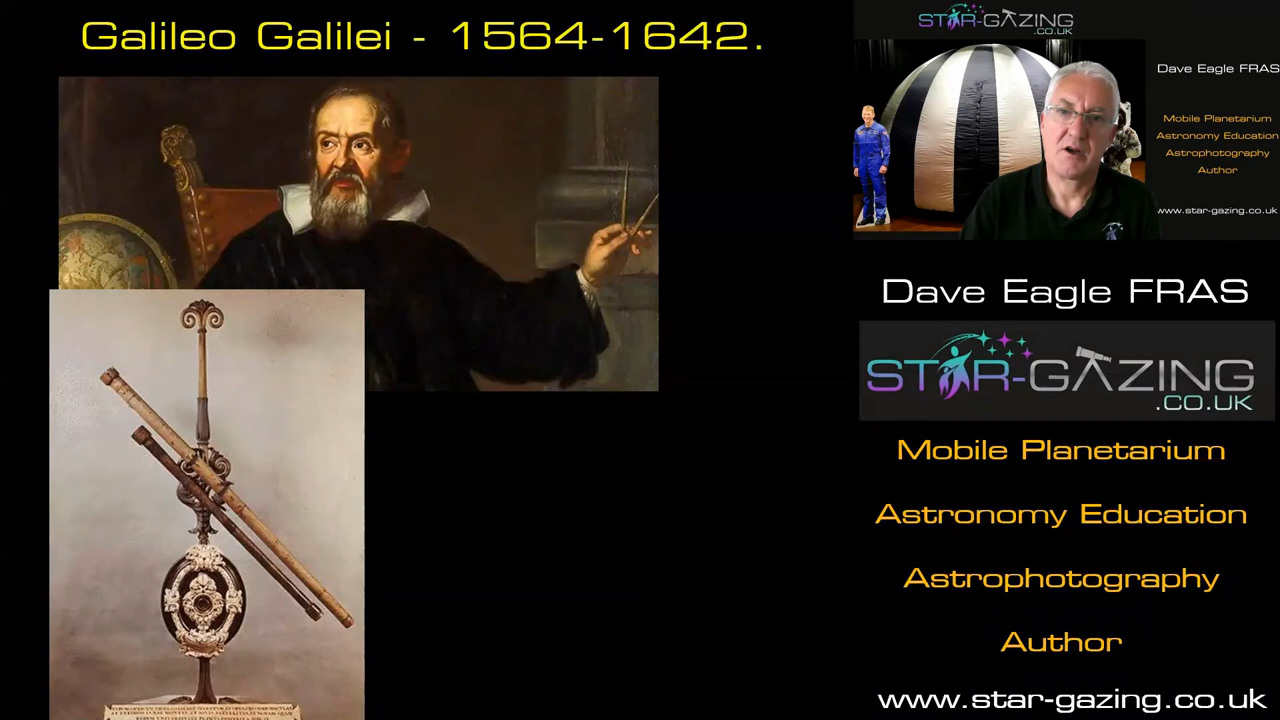 Galileo Galilei - 1564-1642.
STAR-GAZING
.CO.UK
Dave Eagle FRAS
Mobile Planetarium
Astronomy Education
Astrophotography
Author
www.star-gazing.co.uk
Dave Eagle FRAS
STAR-GAZING
.CO.UK
Mobile Planetarium
Astronomy Education
Astrophotography
Author
www.star-gazing.co.uk